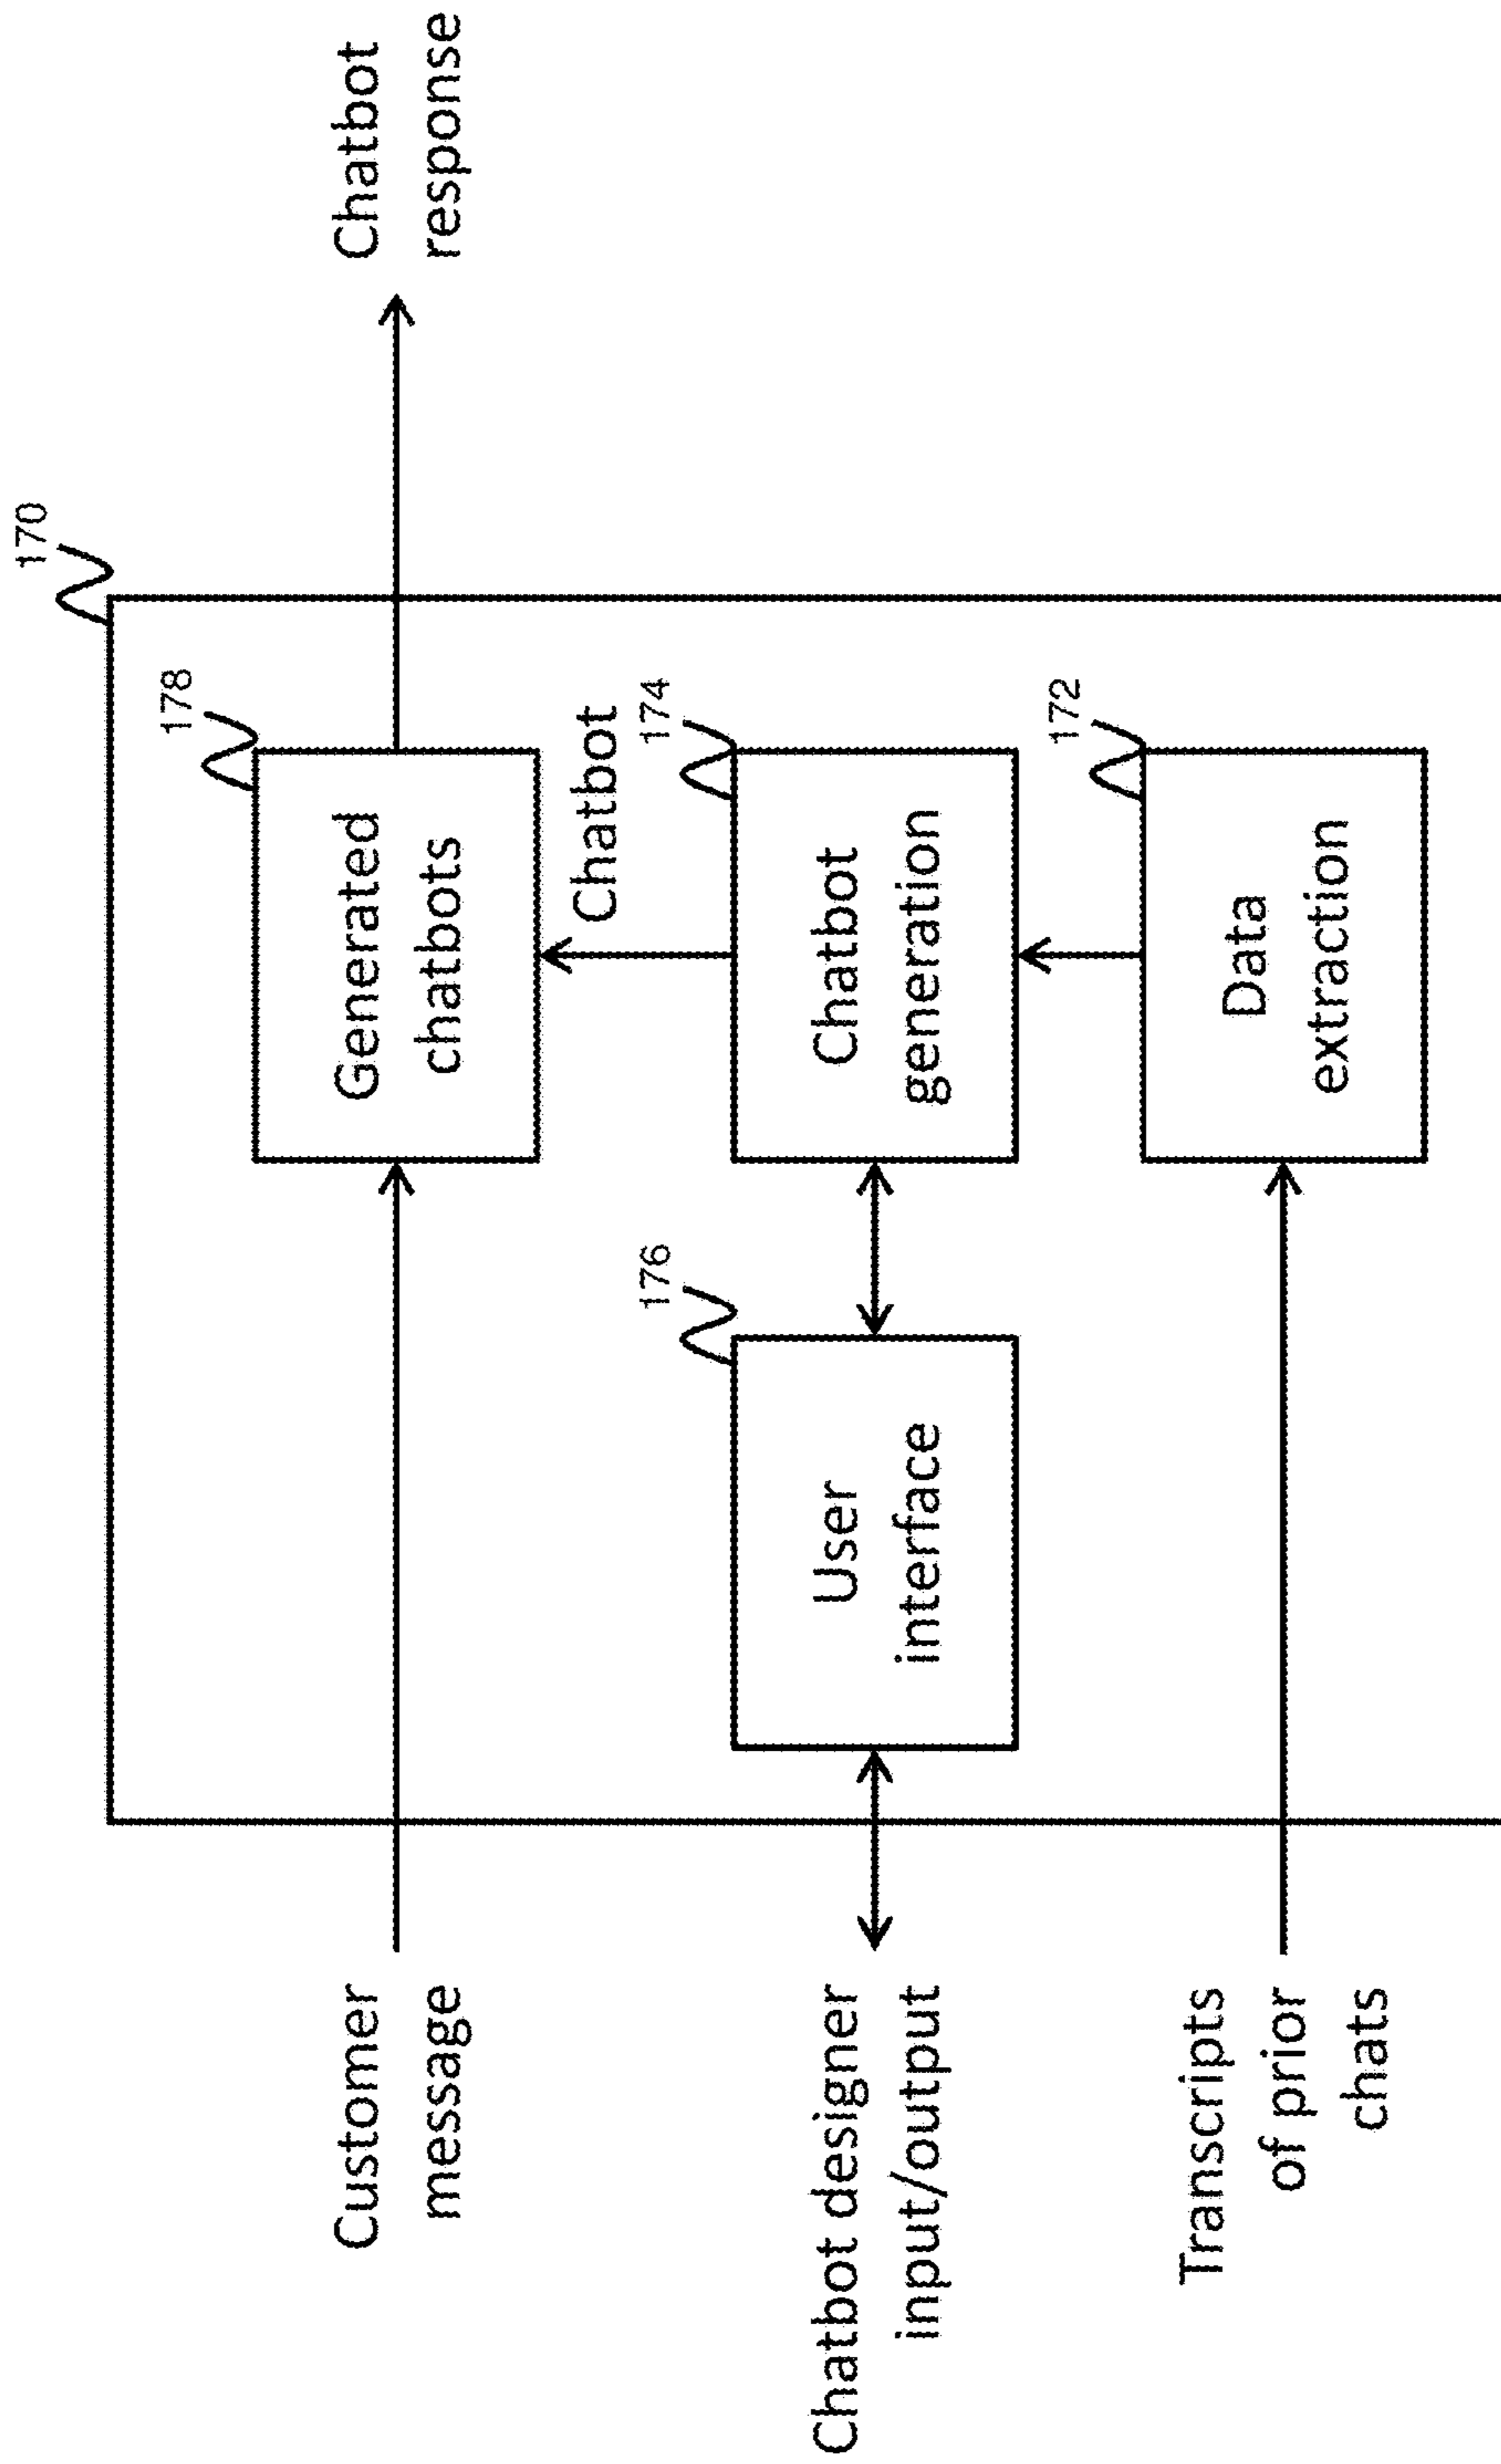 170
178
Customer
message
Generated
chatbots
Chatbot
response
Chatbot
176
174
Chatbot designer
input/output
User
interface
Chatbot
generation
172
Transcripts
of prior
chats
Data
extraction